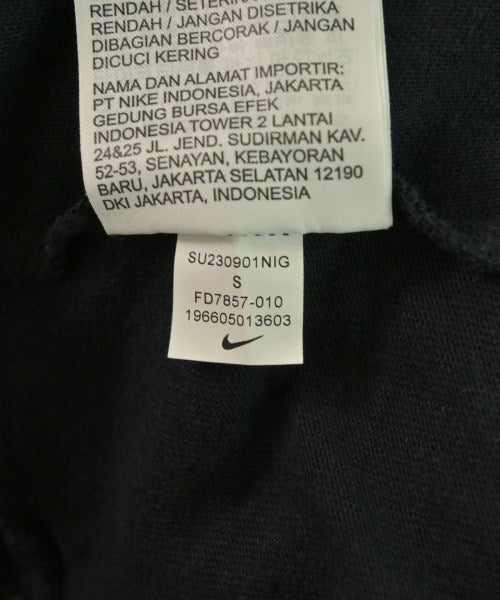 RENDAH / SETERIKA
RENDAH / JANGAN DISETRIKA
DIBAGIAN BERCORAK / JANGAN
DICUCI KERING
NAMA DAN ALAMAT IMPORTIR:
PT NIKE INDONESIA, JAKARTA
GEDUNG BURSA EFEK
INDONESIA TOWER 2 LANTAI
24&25 JL. JEND. SUDIRMAN KAV.
52-53, SENAYAN, KEBAYORAN
BARU, JAKARTA SELATAN 12190
DKI JAKARTA, INDONESIA
SU230901NIG
S
FD7857-010
196605013603